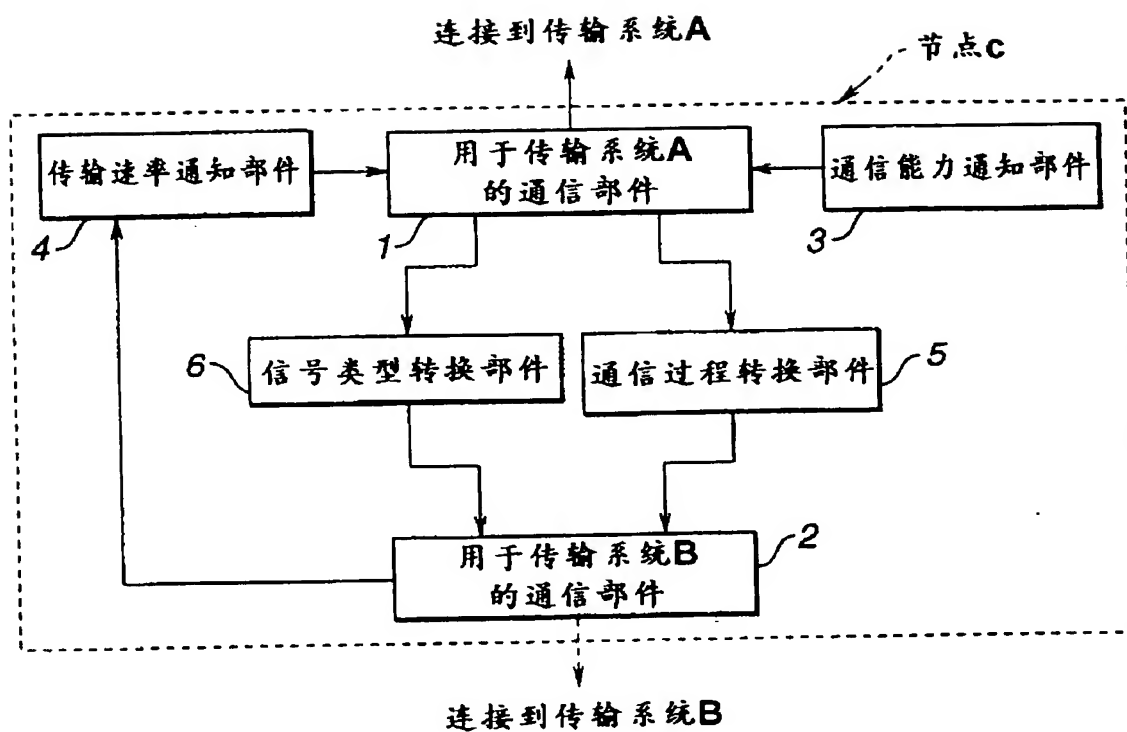 连接到传输系统A
节点c
传输速率通知部件
用于传输系统A
的通信部件
通信能力通知部件
4
1
3
6
信号类型转换部件
通信过程转换部件
5
用于传输系统B
的通信部件
2
连接到传输系统B